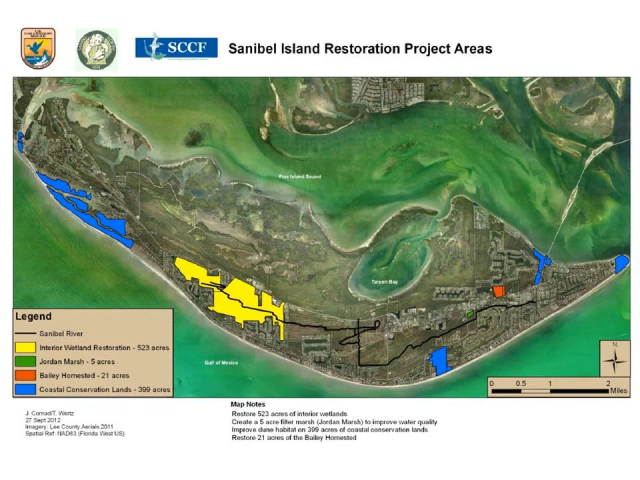 SCCF
Sanibel Island Restoration Project Areas
Pine Island Sound
Tarpon Bay
Gulf of Mexico
Legend
Sanibel River
Interior Wetland Restoration - 523 acres
Jordan Marsh - 5 acres
Bailey Homested - 21 acres
Coastal Conservation Lands - 399 acres
N
0 0.5 1 2
Miles
J. Conrad/T. Wertz
27 Sept 2012
Imagery: Lee County Aerials 2011
Spatial Ref: NAD83 (Florida West US)
Map Notes
Restore 523 acres of interior wetlands
Create a 5 acre filter marsh (Jordan Marsh) to improve water quality
Improve dune habitat on 399 acres of coastal conservation lands
Restore 21 acres of the Bailey Homested